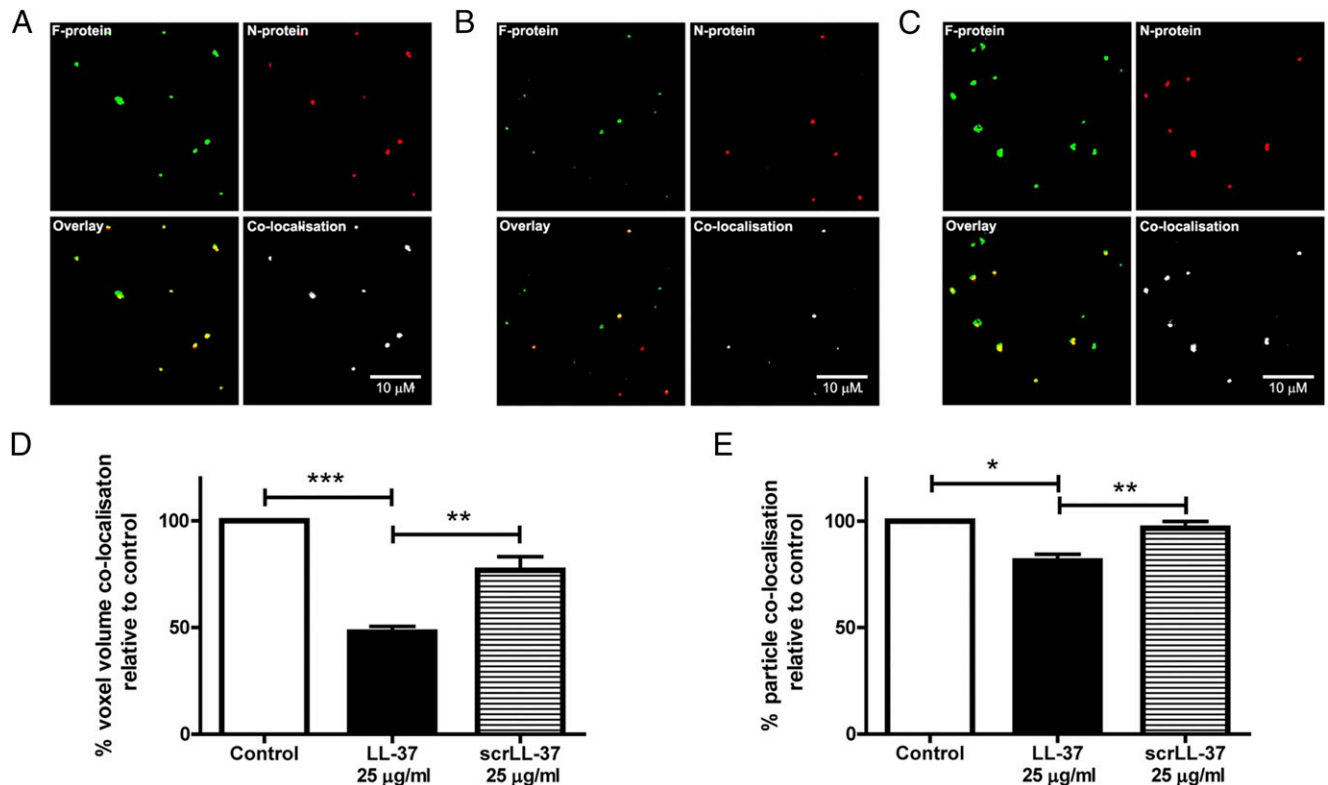 A
F-protein
N-protein
Overlay
Co-localisation
10 µM
B
F-protein
N-protein
Overlay
Co-localisation
10 µM.
C
F-protein
N-protein
Overlay
Co-localisation
10 µM
D
% voxel volume co-localisaton
relative to control
100
50
0
***
**
Control
LL-37
25 µg/ml
scrLL-37
25 µg/ml
E
% particle co-localisation
relative to control
100
50
0
*
**
Control
LL-37
25 µg/ml
scrLL-37
25 µg/ml